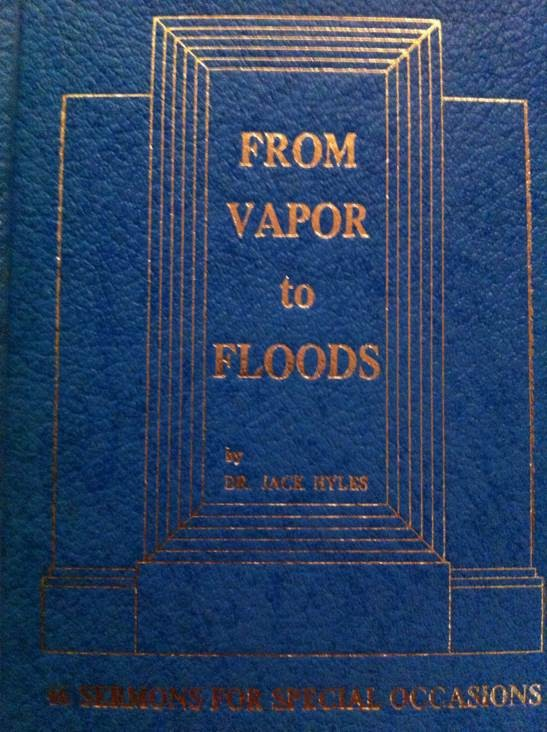 FROM
VAPOR
to
FLOODS
by
DR. JACK HYLES
SERMONS FOR SPECIAL OCCASIONS